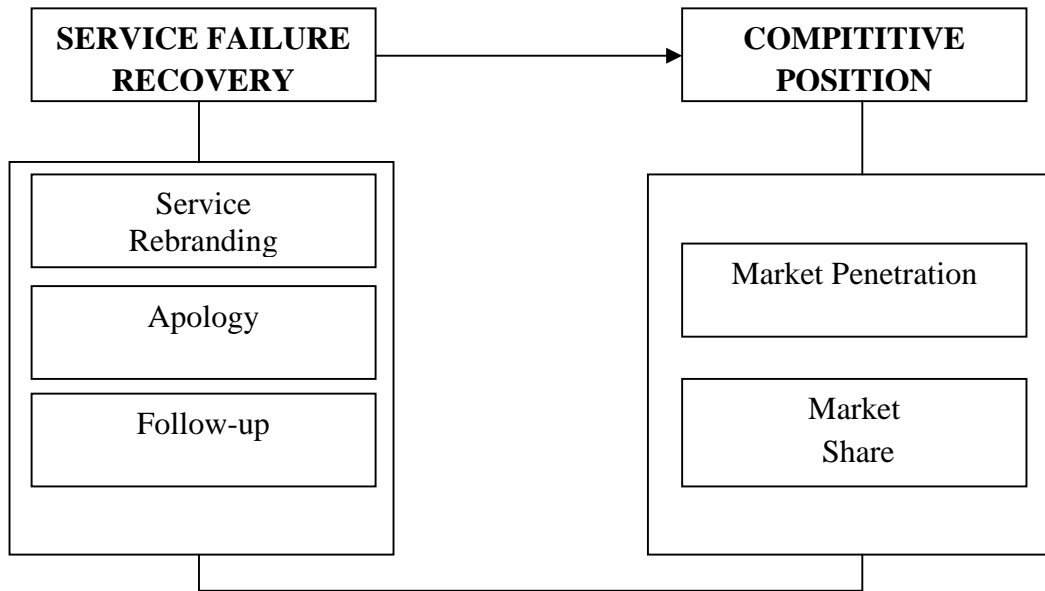 SERVICE FAILURE
RECOVERY
COMPITITIVE
POSITION
Service
Rebranding
Apology
Follow-up
Market Penetration
Market
Share